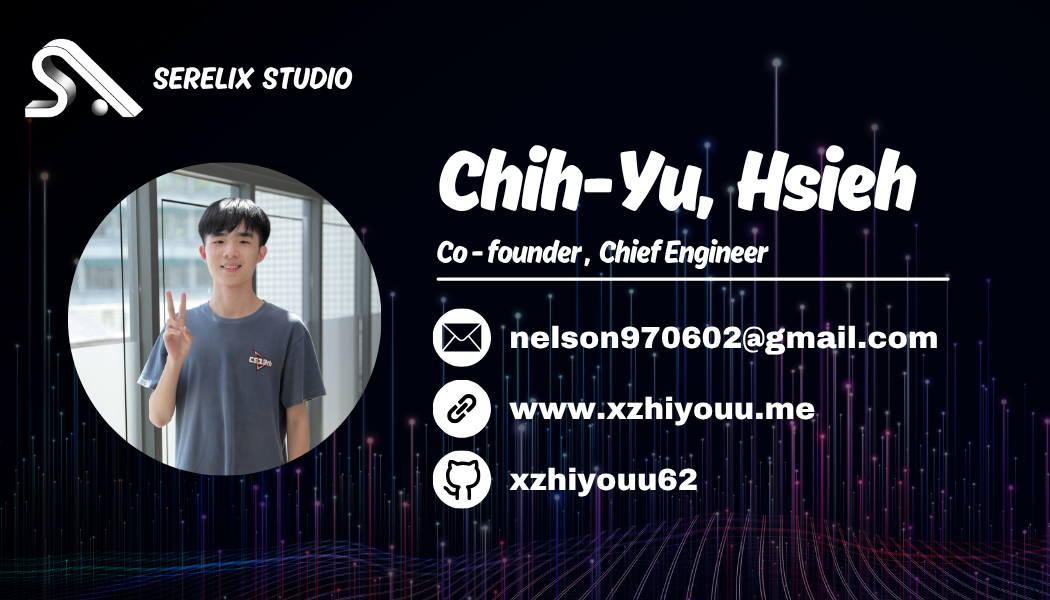 SERELIX STUDIO
Chih-Yu, Hsieh
Co - founder , Chief Engineer
nelson970602@gmail.com
www.xzhiyouu.me
xzhiyouu62